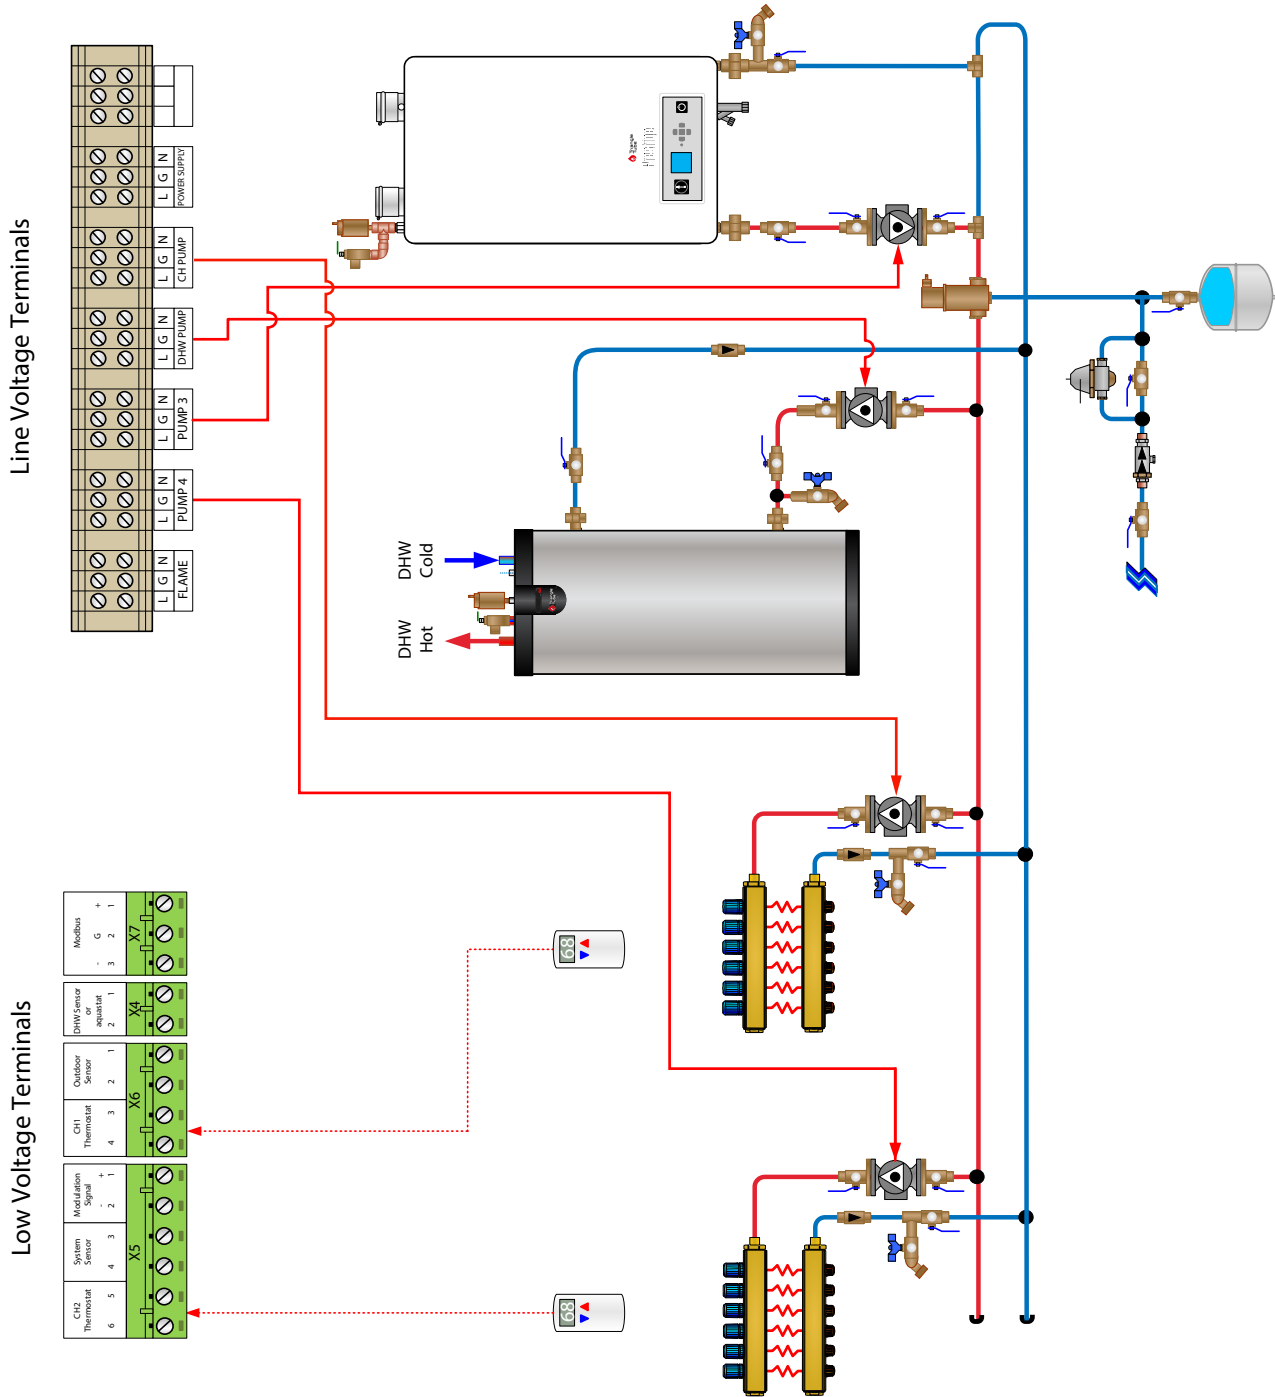 Line Voltage Terminals
L G N
POWER SUPPLY
L G N
CH PUMP
L G N
DHW PUMP
L G N
PUMP 3
L G N
PUMP 4
L G N
FLAME
DHW
Cold
DHW
Hot
Low Voltage Terminals
Modbus
- G +
3 2 1
X7
DHW Sensor
or
aquastat
2 1
X4
Outdoor
Sensor
2 1
CH1
Thermostat
4 3
X6
Modulation
Signal
- +
2 1
System
Sensor
4 3
CH2
Thermostat
6 5
X5
68
68